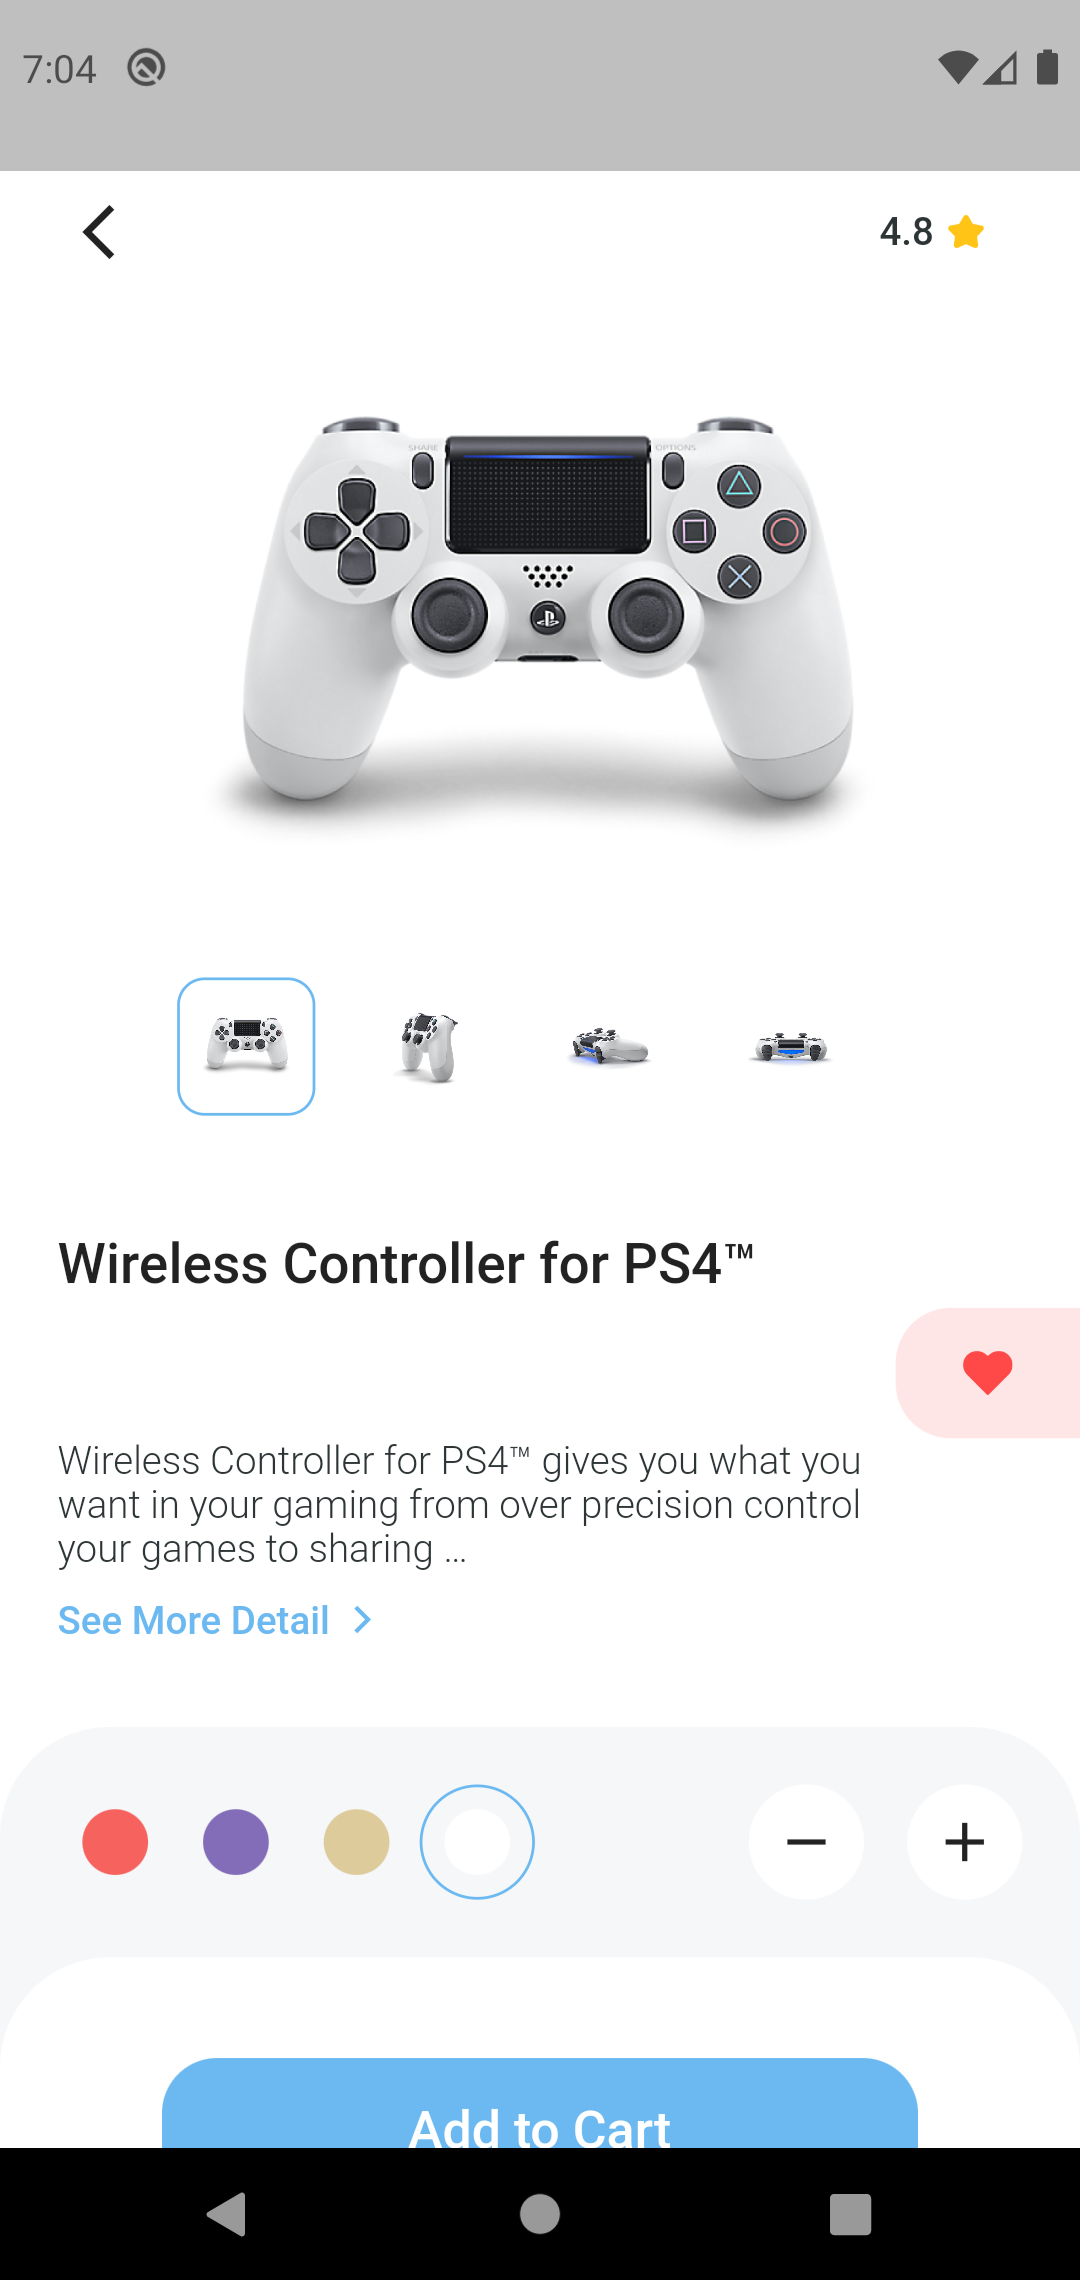 7:04
4.8
SHARE
OPTIONS
Wireless Controller for PS4™
Wireless Controller for PS4™ gives you what you
want in your gaming from over precision control
your games to sharing ...
See More Detail
Add to Cart